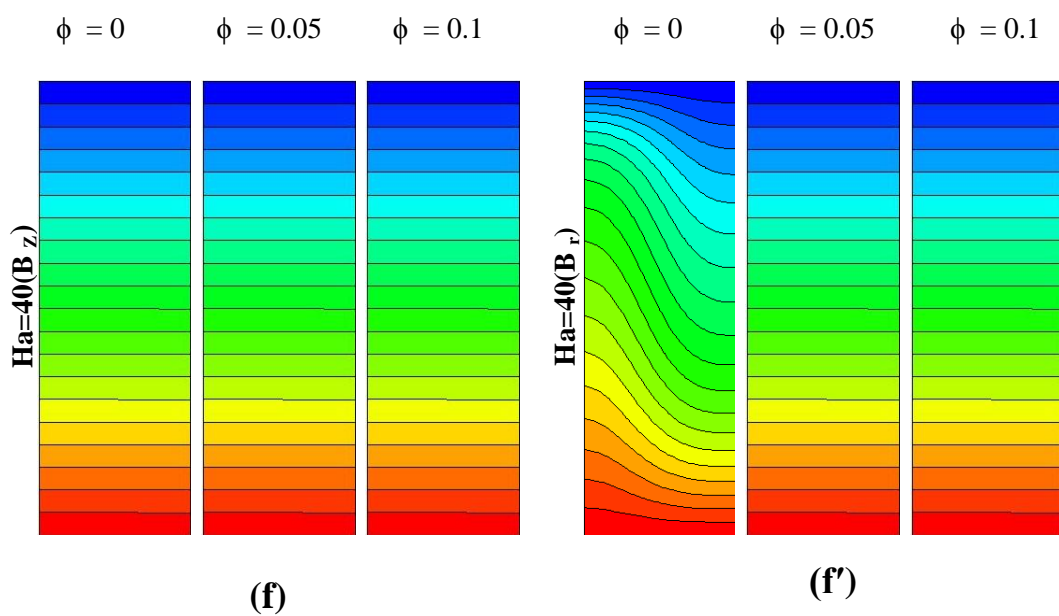 ϕ = 0 ϕ = 0.05 ϕ = 0.1 ϕ = 0 ϕ = 0.05 ϕ = 0.1
Ha=40(B Z)
Ha=40(B r)
(f) (f′)